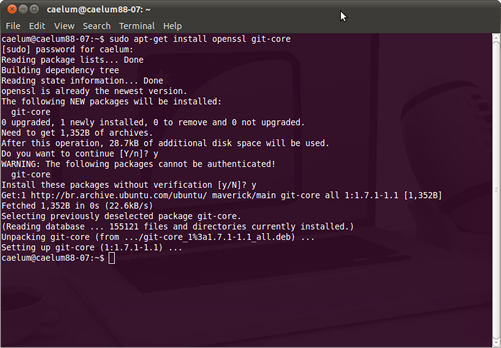 caelum@caelum88-07: ~
File Edit View Search Terminal Help
caelum@caelum88-07:~$ sudo apt-get install openssl git-core
[sudo] password for caelum:
Reading package lists... Done
Building dependency tree
Reading state information... Done
openssl is already the newest version.
The following NEW packages will be installed:
  git-core
0 upgraded, 1 newly installed, 0 to remove and 0 not upgraded.
Need to get 1,352B of archives.
After this operation, 28.7kB of additional disk space will be used.
Do you want to continue [Y/n]? y
WARNING: The following packages cannot be authenticated!
  git-core
Install these packages without verification [y/N]? y
Get:1 http://br.archive.ubuntu.com/ubuntu/ maverick/main git-core all 1:1.7.1-1.1 [1,352B]
Fetched 1,352B in 0s (22.6kB/s)
Selecting previously deselected package git-core.
(Reading database ... 155121 files and directories currently installed.)
Unpacking git-core (from .../git-core_1%3a1.7.1-1.1_all.deb) ...
Setting up git-core (1:1.7.1-1.1) ...
caelum@caelum88-07:~$